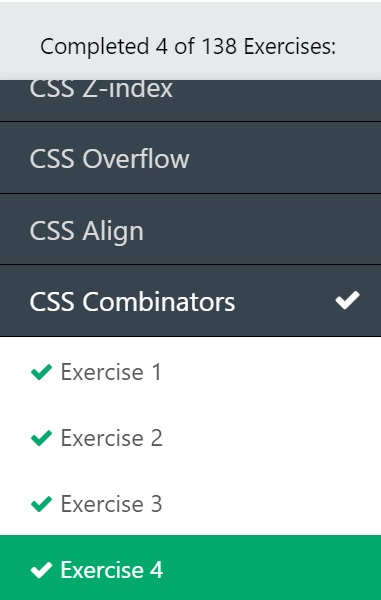 Completed 4 of 138 Exercises:
CSS Z-index
CSS Overflow
CSS Align
CSS Combinators
Exercise 1
Exercise 2
Exercise 3
Exercise 4